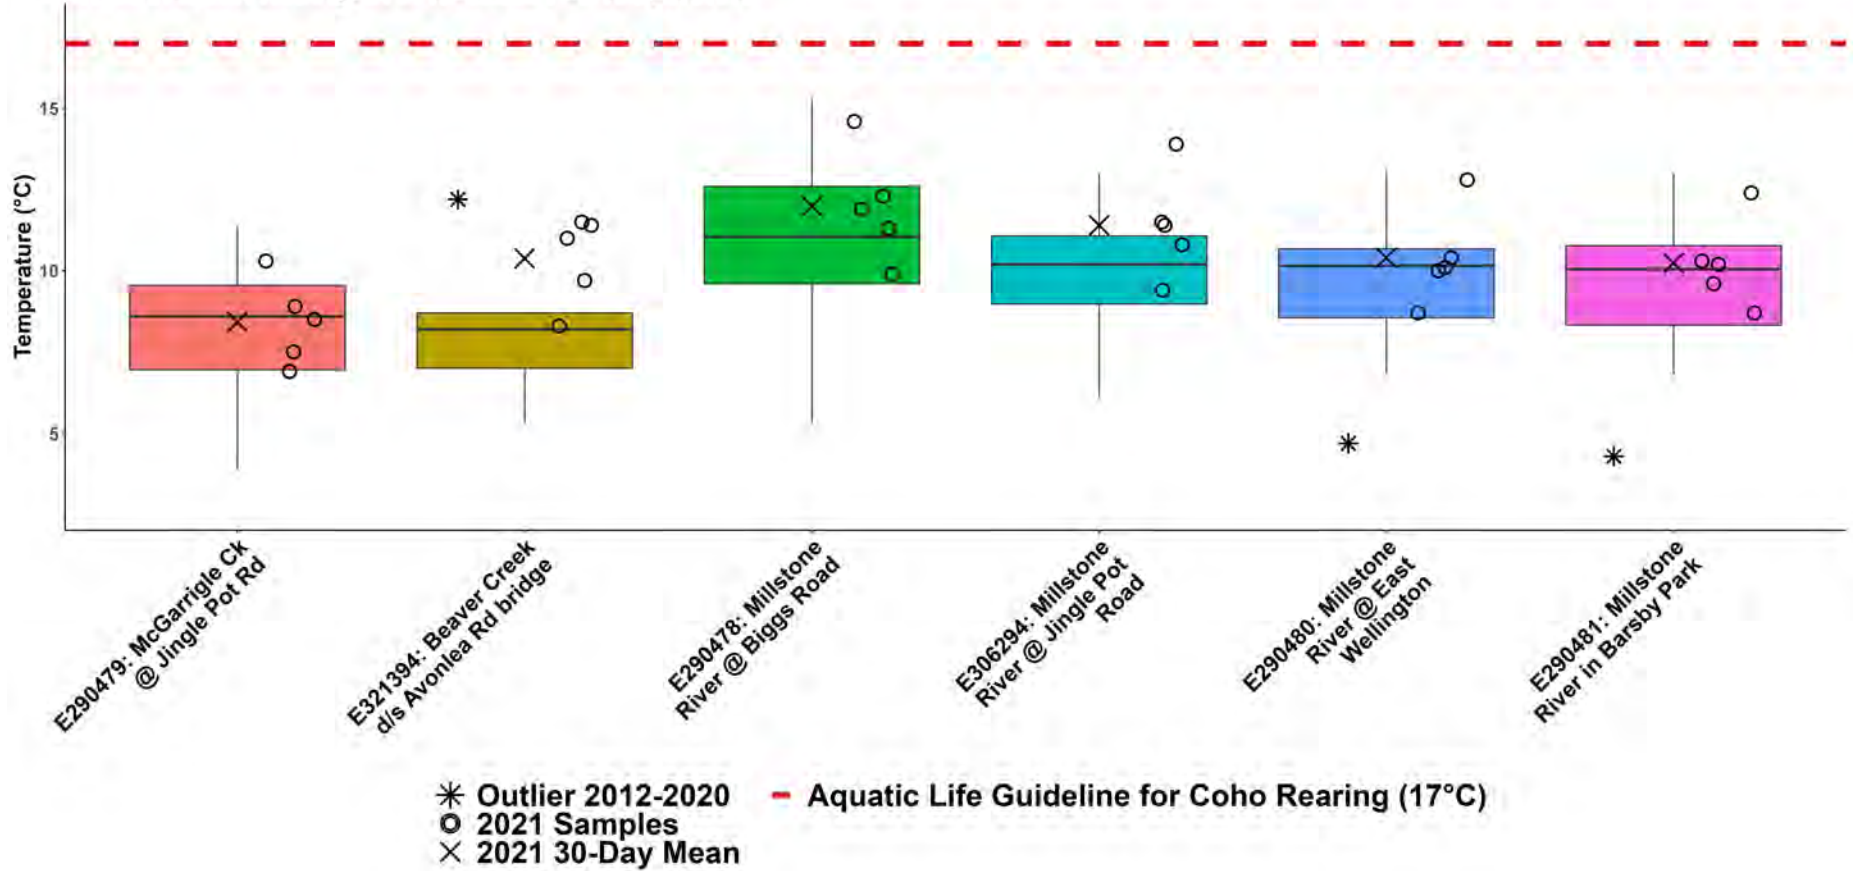 15
10
5
Temperature (°C)
E290479: McGarrigle Ck
@ Jingle Pot Rd
E321394: Beaver Creek
d/s Avonlea Rd bridge
E290478: Millstone
River @ Biggs Road
E306294: Millstone
River @ Jingle Pot
Road
E290480: Millstone
River @ East
Wellington
E290481: Millstone
River in Barsby Park
Outlier 2012-2020
Aquatic Life Guideline for Coho Rearing (17°C)
2021 Samples
2021 30-Day Mean